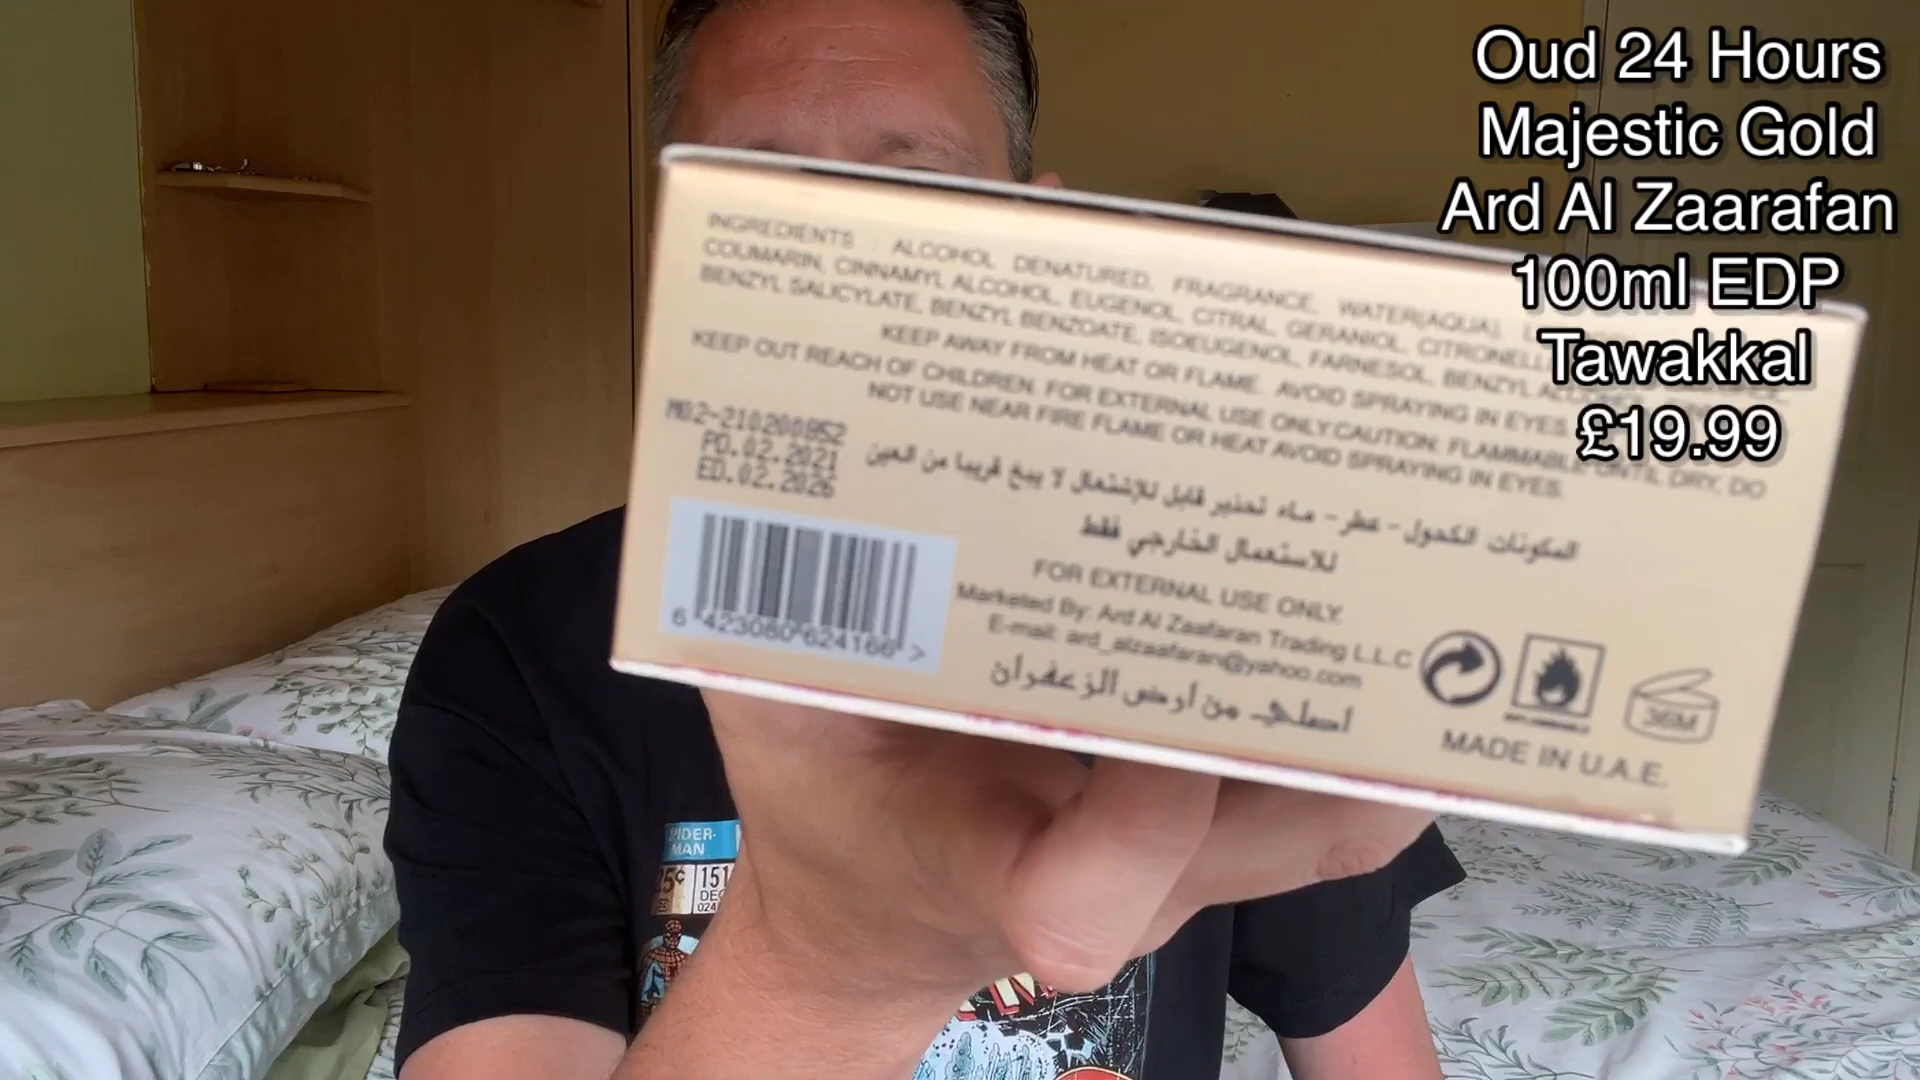 Oud 24 Hours
Majestic Gold
Ard Al Zaarafan
100ml EDP
Tawakkal
£19.99
INGREDIENTS : ALCOHOL DENATURED, FRAGRANCE, WATER(AQUA),
COUMARIN, CINNAMYL ALCOHOL, EUGENOL, CITRAL, GERANIOL, CITRONELL
BENZYL SALICYLATE, BENZYL BENZOATE, ISOEUGENOL, FARNESOL, BENZYL
KEEP AWAY FROM HEAT OR FLAME. AVOID SPRAYING IN EYES.
KEEP OUT REACH OF CHILDREN. FOR EXTERNAL USE ONLY.CAUTION: FLAMMABLE UNTIL DRY, DO
NOT USE NEAR FIRE FLAME OR HEAT AVOID SPRAYING IN EYES.
M02-210200852
PD.02.2021
ED.02.2026
المكونات الكحول - عطر - ماء تحذير قابل للإشتعال لا يبخ قريبا من العين
للاستعمال الخارجي فقط
FOR EXTERNAL USE ONLY.
Marketed By: Ard Al Zaafaran Trading L.L.C
E-mail: ard_alzaafaran@yahoo.com
اصلي من أرض الزعفران
6 423080 624166 >
36M
MADE IN U.A.E.
SPIDER-
MAN
25¢
151
DEC
024